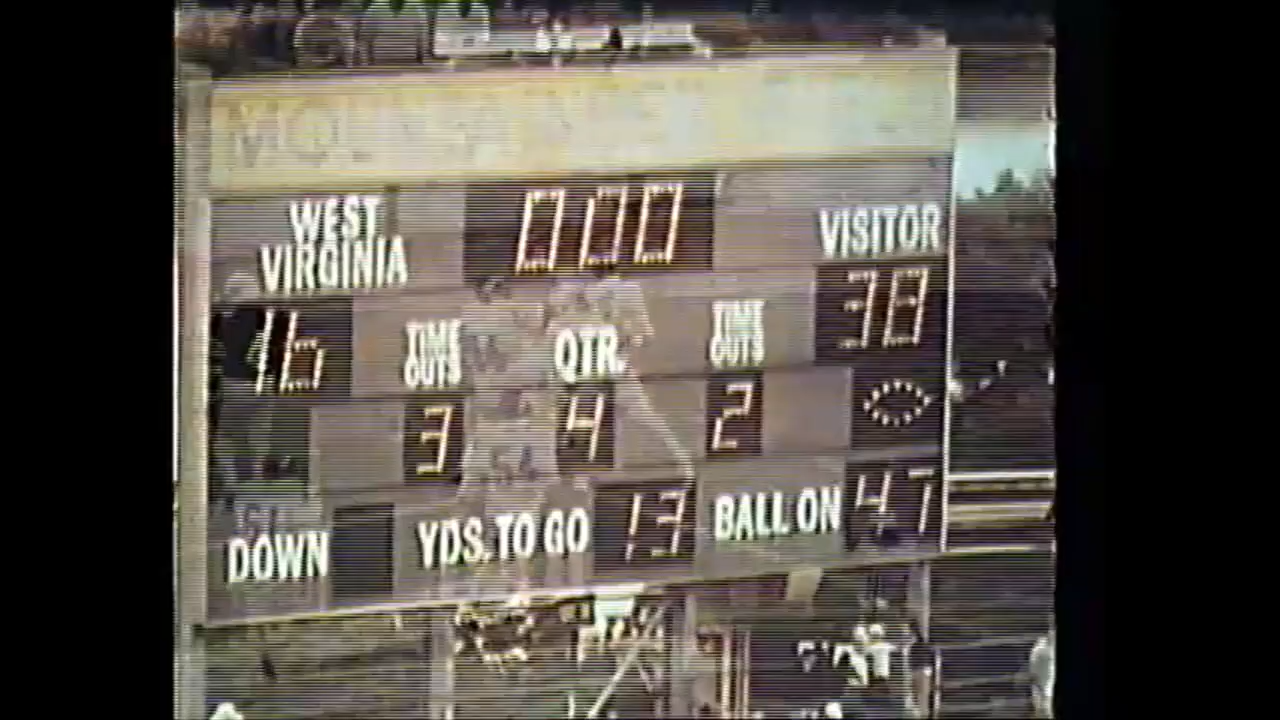 WEST
VIRGINIA
000
VISITOR
16
TIME
OUTS
QTR.
TIME
OUTS
38
3
4
2
DOWN
YDS. TO GO
13
BALL ON
47